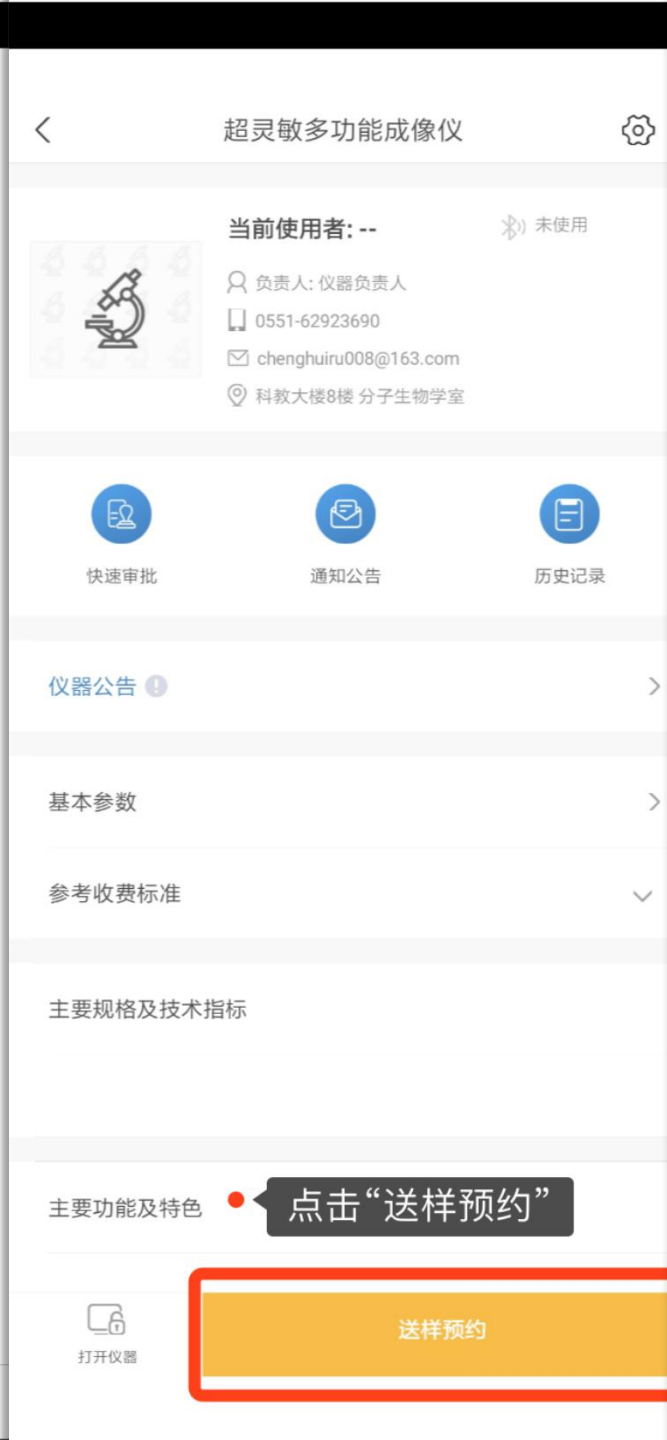 超灵敏多功能成像仪
当前使用者: --
未使用
负责人: 仪器负责人
0551-62923690
chenghuiru008@163.com
科教大楼8楼 分子生物学室
快速审批
通知公告
历史记录
仪器公告
基本参数
参考收费标准
主要规格及技术指标
主要功能及特色
点击“送样预约”
打开仪器
送样预约